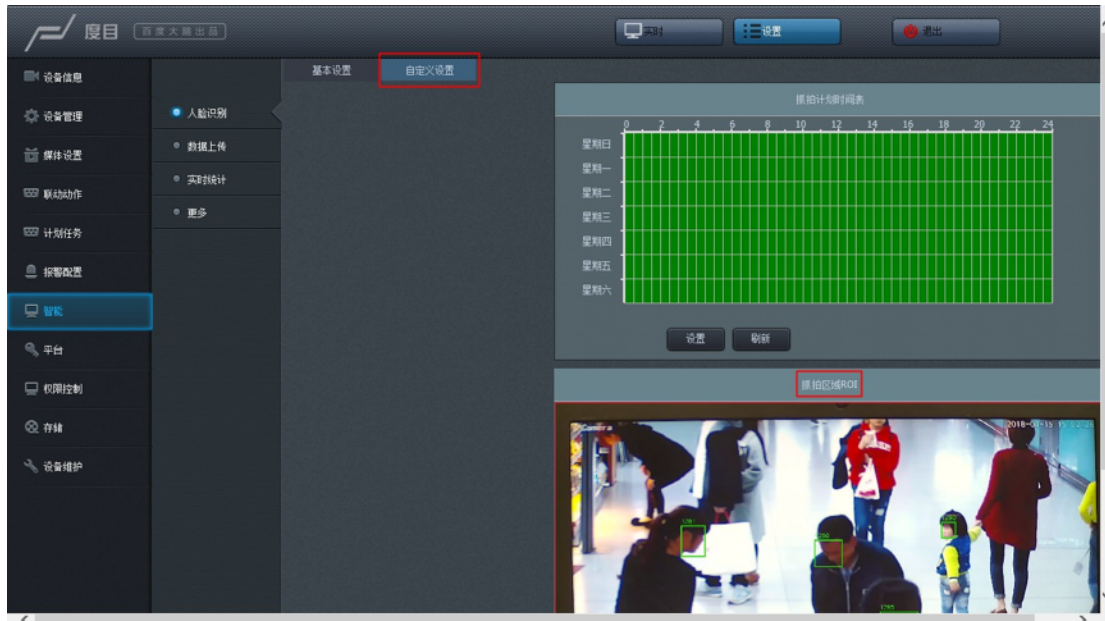 度目 百度大脑出品
实时 设置 退出
设备信息
设备管理
媒体设置
联动动作
计划任务
报警配置
智能
平台
权限控制
存储
设备维护
人脸识别
数据上传
实时统计
更多
基本设置 自定义设置
抓拍计划时间表
0 2 4 6 8 10 12 14 16 18 20 22 24
星期日
星期一
星期二
星期三
星期四
星期五
星期六
设置 刷新
抓拍区域ROI
Camera
1281
1285